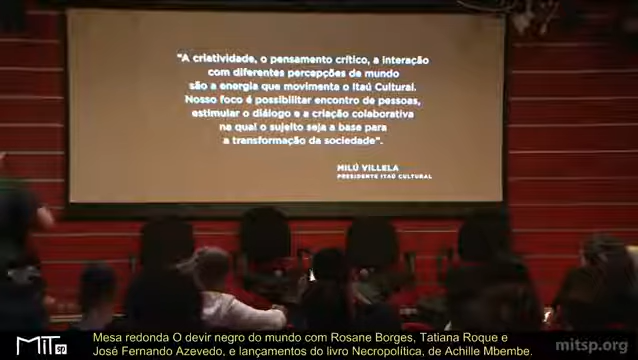 "A criatividade, o pensamento crítico, a interação
com diferentes percepções de mundo
são a energia que movimenta o Itaú Cultural.
Nosso foco é possibilitar encontro de pessoas,
estimular o diálogo e a criação colaborativa
na qual o sujeito seja a base para
a transformação da sociedade".
MILÚ VILLELA
PRESIDENTE ITAÚ CULTURAL
mitsp.org
MITsp
Mesa redonda O devir negro do mundo com Rosane Borges, Tatiana Roque e
José Fernando Azevedo, e lançamentos do livro Necropolítica, de Achille Mbembe.